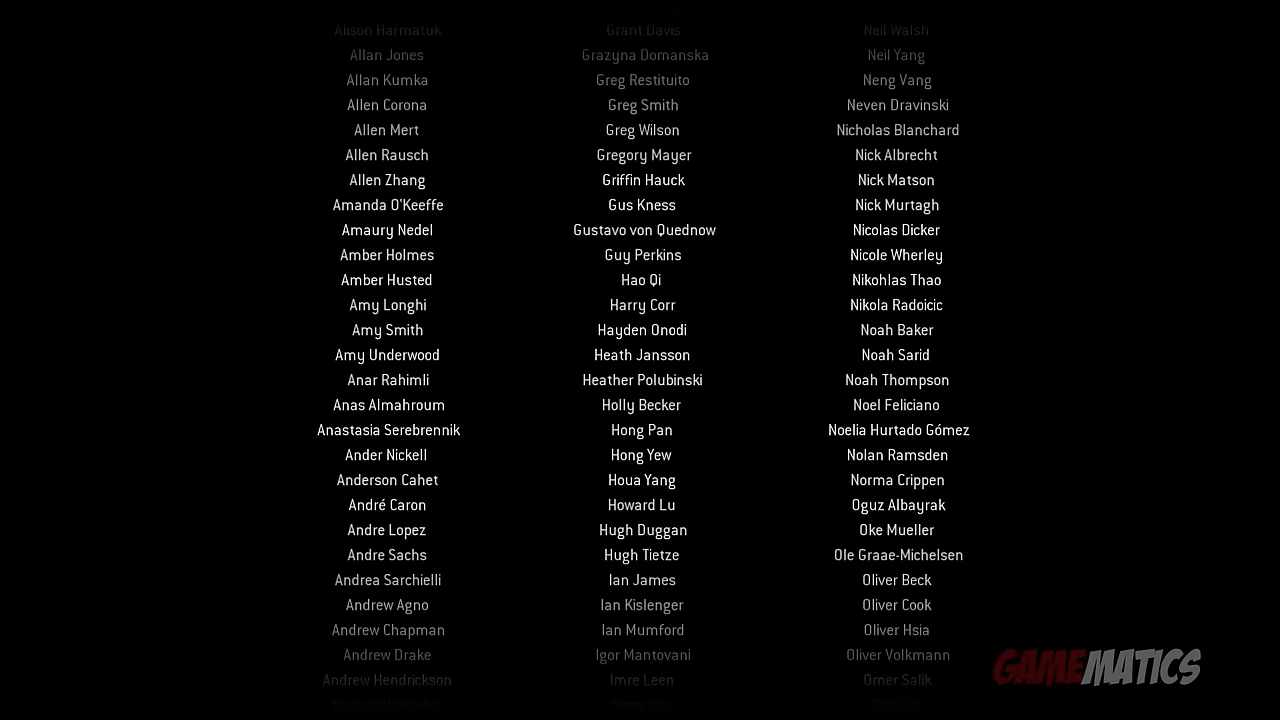 Alison Harmatuk
Allan Jones
Allan Kumka
Allen Corona
Allen Mert
Allen Rausch
Allen Zhang
Amanda O'Keeffe
Amaury Nedel
Amber Holmes
Amber Husted
Amy Longhi
Amy Smith
Amy Underwood
Anar Rahimli
Anas Almahroum
Anastasia Serebrennik
Ander Nickell
Anderson Cahet
André Caron
Andre Lopez
Andre Sachs
Andrea Sarchielli
Andrew Agno
Andrew Chapman
Andrew Drake
Andrew Hendrickson
Grant Davis
Grazyna Domanska
Greg Restituito
Greg Smith
Greg Wilson
Gregory Mayer
Griffin Hauck
Gus Kness
Gustavo von Quednow
Guy Perkins
Hao Qi
Harry Corr
Hayden Onodi
Heath Jansson
Heather Polubinski
Holly Becker
Hong Pan
Hong Yew
Houa Yang
Howard Lu
Hugh Duggan
Hugh Tietze
Ian James
Ian Kislenger
Ian Mumford
Igor Mantovani
Imre Leen
Neil Walsh
Neil Yang
Neng Vang
Neven Dravinski
Nicholas Blanchard
Nick Albrecht
Nick Matson
Nick Murtagh
Nicolas Dicker
Nicole Wherley
Nikohlas Thao
Nikola Radoicic
Noah Baker
Noah Sarid
Noah Thompson
Noel Feliciano
Noelia Hurtado Gómez
Nolan Ramsden
Norma Crippen
Oguz Albayrak
Oke Mueller
Ole Graae-Michelsen
Oliver Beck
Oliver Cook
Oliver Hsia
Oliver Volkmann
Omer Salik
GAMEMATICS